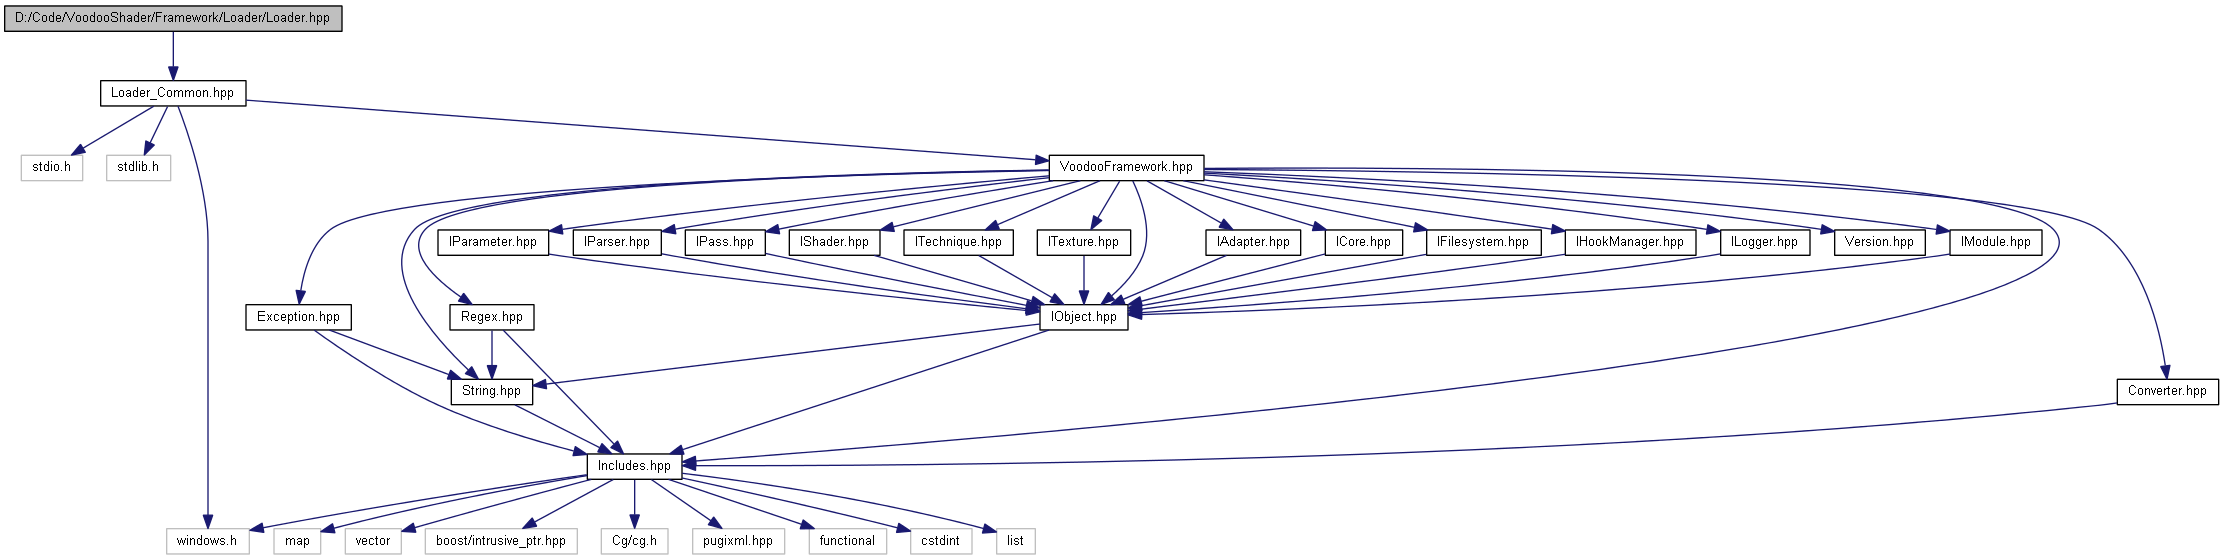 D:/Code/VoodooShader/Framework/Loader/Loader.hpp
Loader_Common.hpp
stdio.h
stdlib.h
VoodooFramework.hpp
IParameter.hpp
IParser.hpp
IPass.hpp
IShader.hpp
ITechnique.hpp
ITexture.hpp
IAdapter.hpp
ICore.hpp
IFilesystem.hpp
IHookManager.hpp
ILogger.hpp
Version.hpp
IModule.hpp
Exception.hpp
Regex.hpp
IObject.hpp
String.hpp
Converter.hpp
Includes.hpp
windows.h
map
vector
boost/intrusive_ptr.hpp
Cg/cg.h
pugixml.hpp
functional
cstdint
list